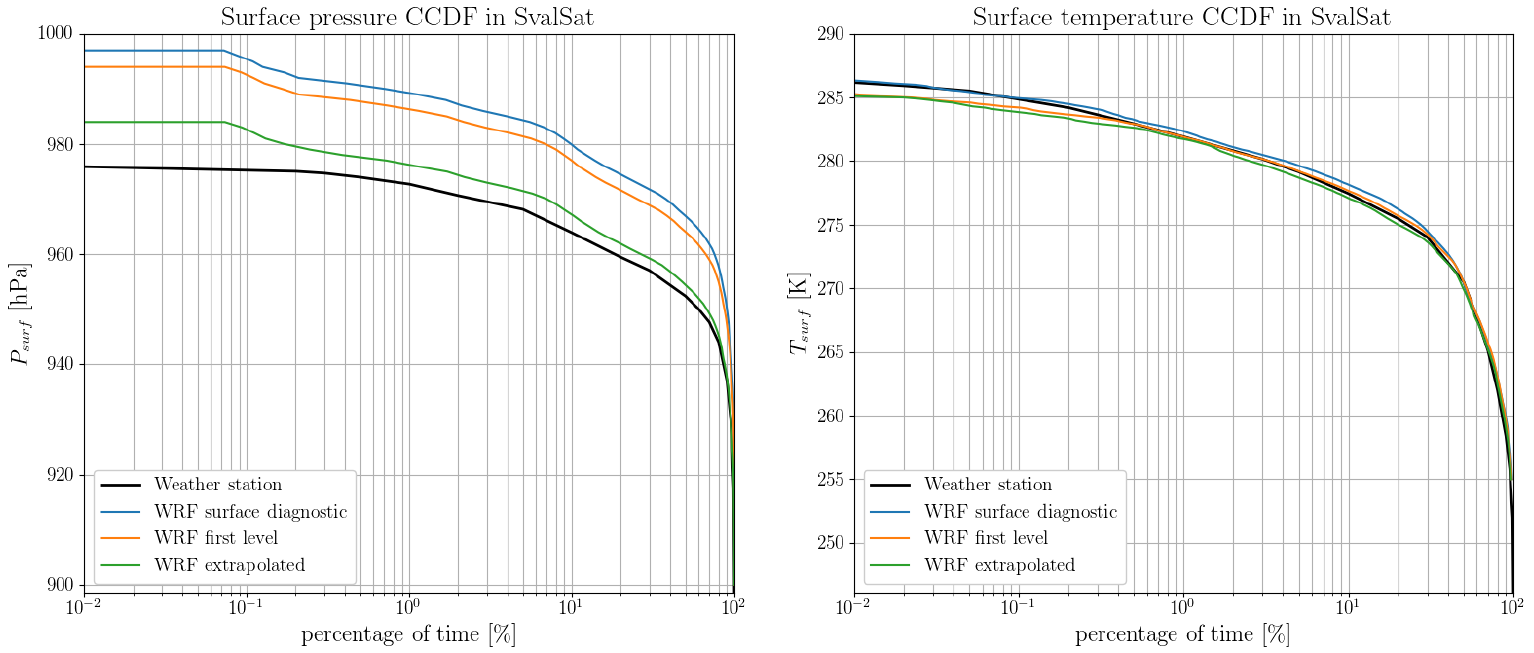 Surface pressure CCDF in SvalSat
1000
980
960
940
920
900
P_surf [hPa]
Weather station
WRF surface diagnostic
WRF first level
WRF extrapolated
10^-2
10^-1
10^0
10^1
10^2
percentage of time [%]
Surface temperature CCDF in SvalSat
290
285
280
275
270
265
260
255
250
T_surf [K]
Weather station
WRF surface diagnostic
WRF first level
WRF extrapolated
10^-2
10^-1
10^0
10^1
10^2
percentage of time [%]